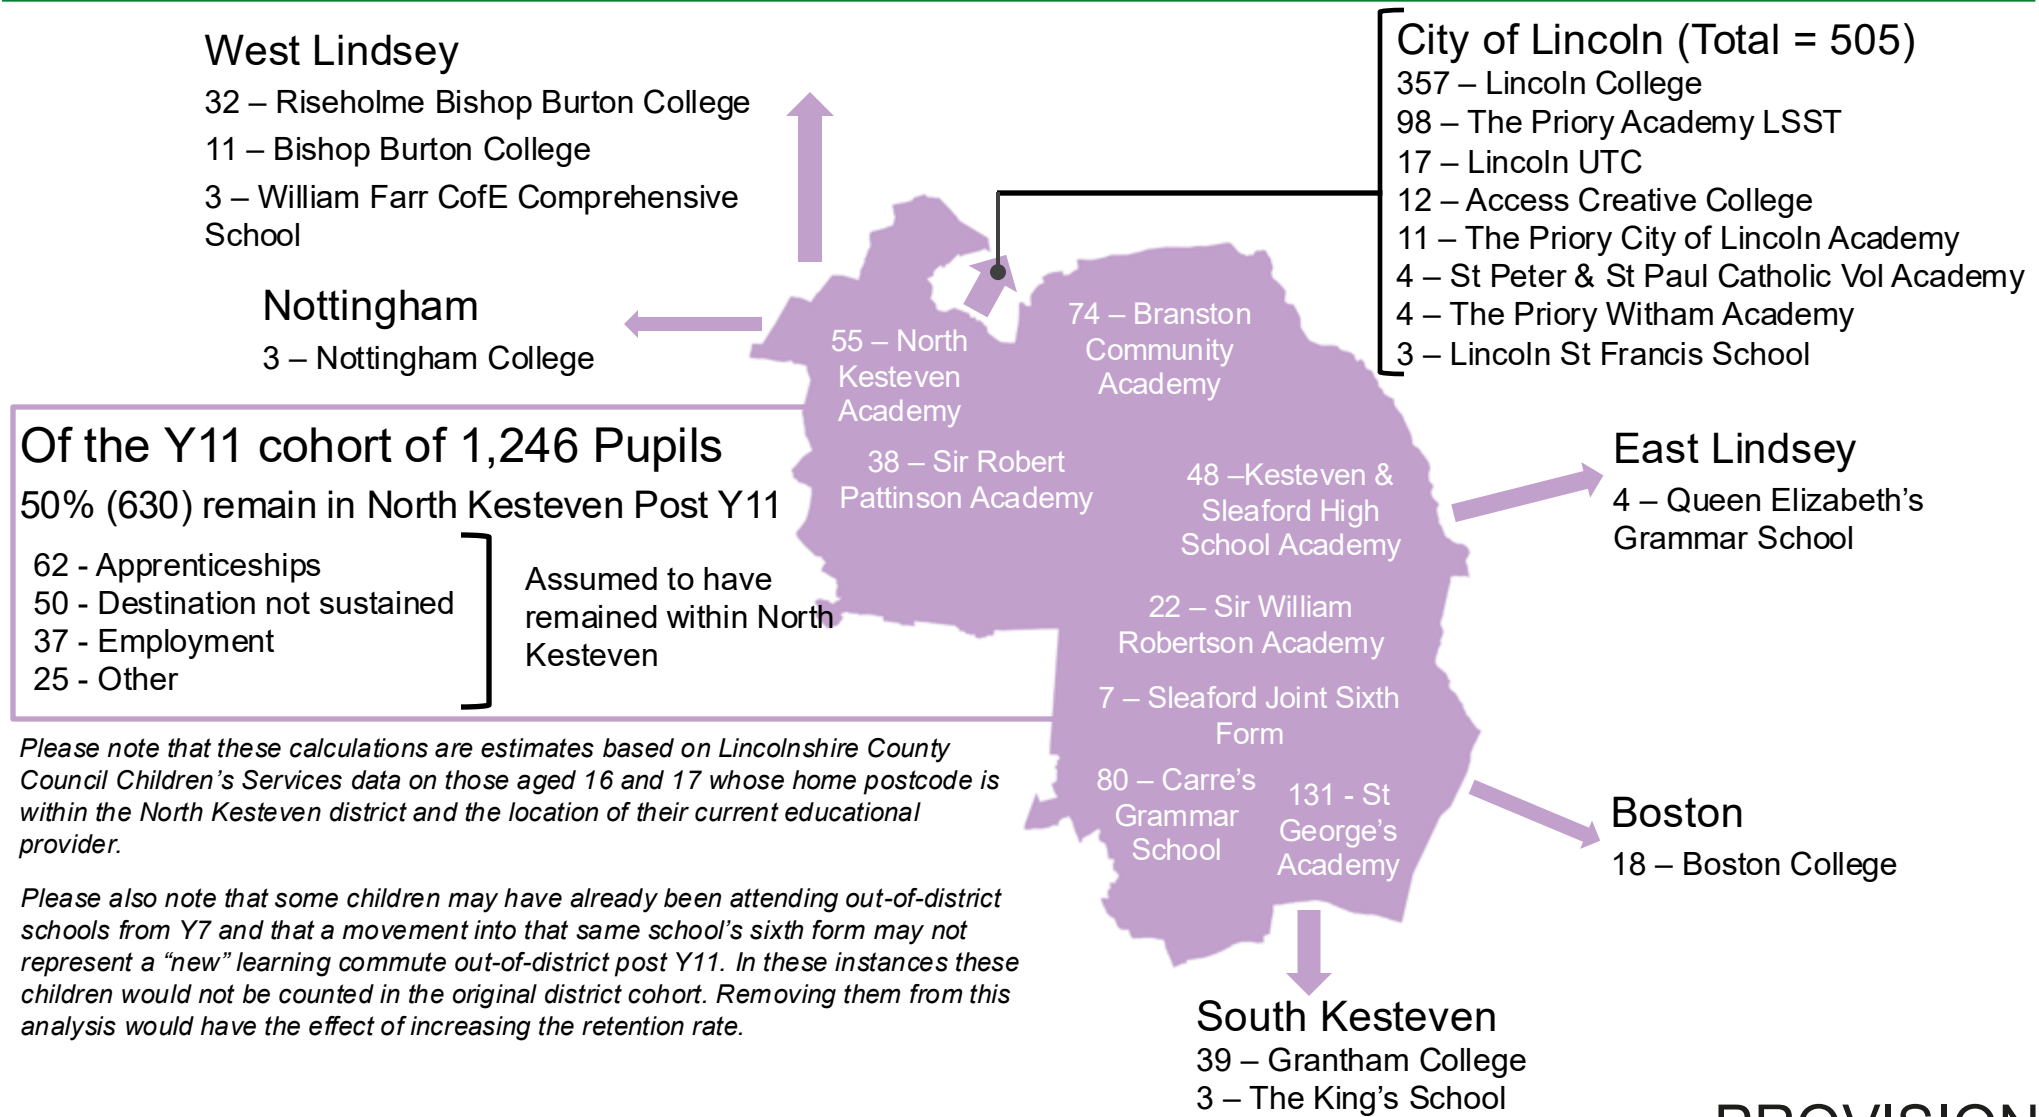 West Lindsey
32 – Riseholme Bishop Burton College
11 – Bishop Burton College
3 – William Farr CofE Comprehensive
School
Nottingham
3 – Nottingham College
City of Lincoln (Total = 505)
357 – Lincoln College
98 – The Priory Academy LSST
17 – Lincoln UTC
12 – Access Creative College
11 – The Priory City of Lincoln Academy
4 – St Peter & St Paul Catholic Vol Academy
4 – The Priory Witham Academy
3 – Lincoln St Francis School
Of the Y11 cohort of 1,246 Pupils
50% (630) remain in North Kesteven Post Y11
62 - Apprenticeships
50 - Destination not sustained
37 - Employment
25 - Other
Assumed to have
remained within North
Kesteven
55 – North
Kesteven
Academy
74 – Branston
Community
Academy
38 – Sir Robert
Pattinson Academy
48 –Kesteven &
Sleaford High
School Academy
22 – Sir William
Robertson Academy
7 – Sleaford Joint Sixth
Form
80 – Carre’s
Grammar
School
131 - St
George’s
Academy
East Lindsey
4 – Queen Elizabeth’s
Grammar School
Boston
18 – Boston College
South Kesteven
39 – Grantham College
3 – The King’s School
Please note that these calculations are estimates based on Lincolnshire County
Council Children’s Services data on those aged 16 and 17 whose home postcode is
within the North Kesteven district and the location of their current educational
provider.
Please also note that some children may have already been attending out-of-district
schools from Y7 and that a movement into that same school’s sixth form may not
represent a “new” learning commute out-of-district post Y11. In these instances these
children would not be counted in the original district cohort. Removing them from this
analysis would have the effect of increasing the retention rate.